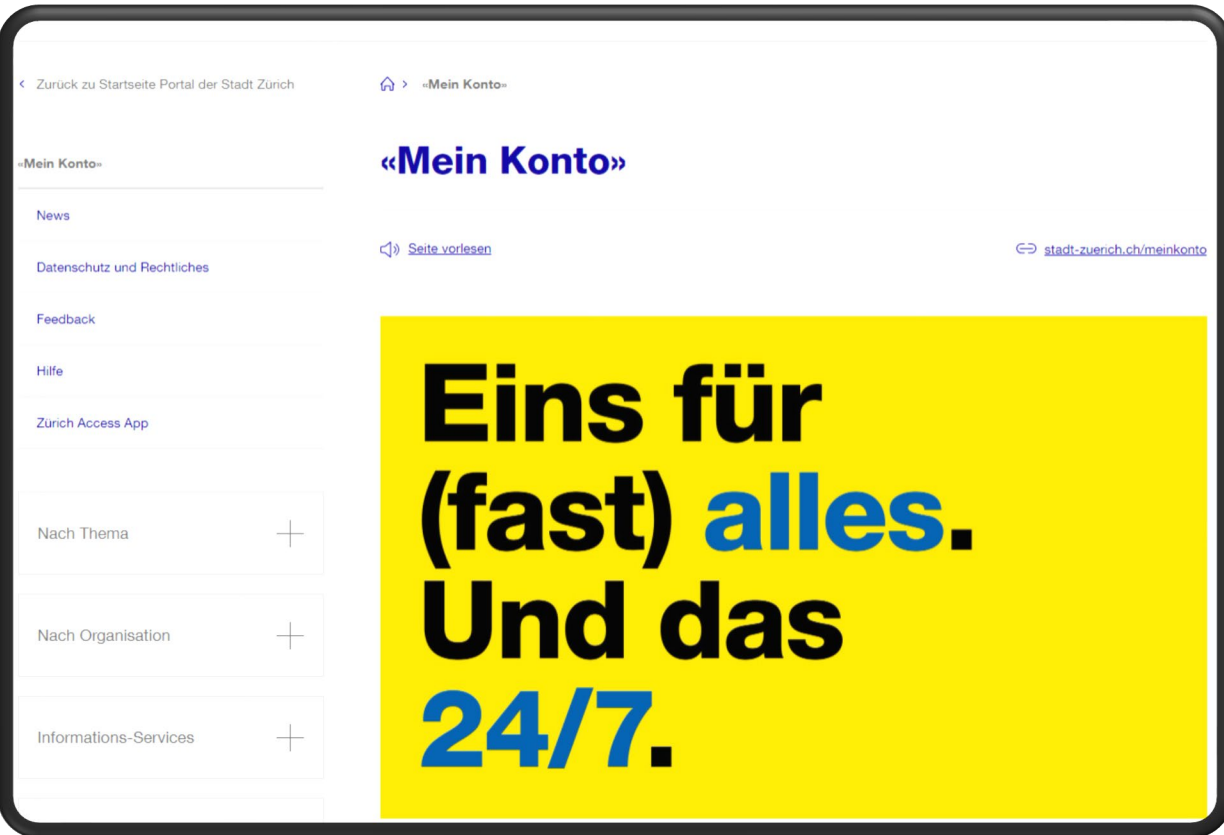 Zurück zu Startseite Portal der Stadt Zürich
«Mein Konto»
«Mein Konto»
News
Datenschutz und Rechtliches
Feedback
Hilfe
Zürich Access App
Nach Thema
Nach Organisation
Informations-Services
«Mein Konto»
Seite vorlesen
stadt-zuerich.ch/meinkonto
Eins für
(fast) alles.
Und das
24/7.